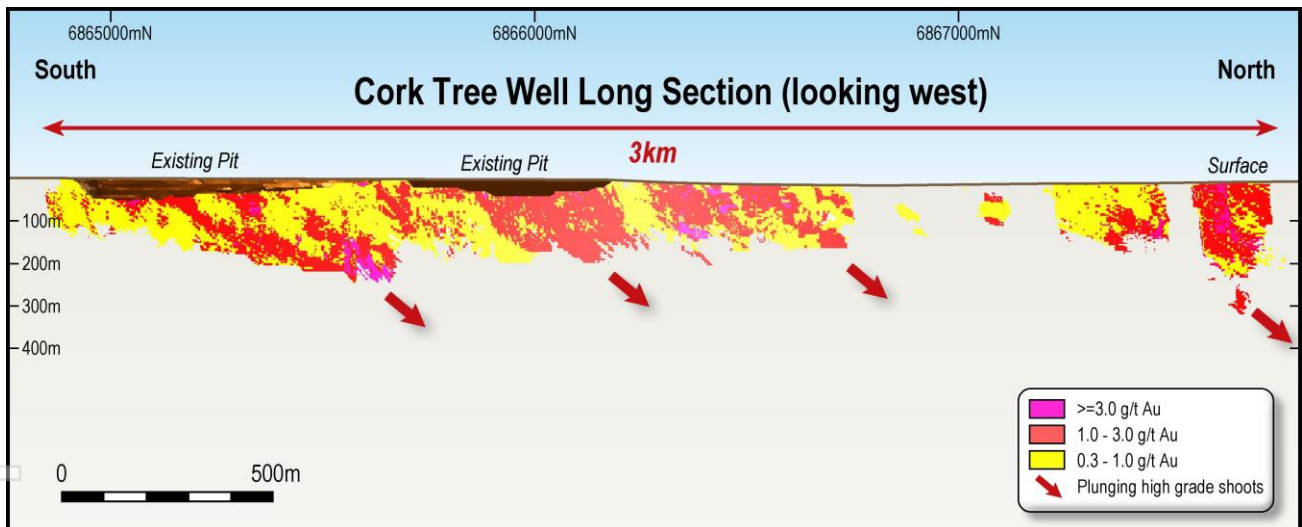 6865000mN 6866000mN 6867000mN
South North
Cork Tree Well Long Section (looking west)
3km
Existing Pit Existing Pit Surface
100m
200m
300m
400m
>=3.0 g/t Au
1.0 - 3.0 g/t Au
0.3 - 1.0 g/t Au
Plunging high grade shoots
0 500m